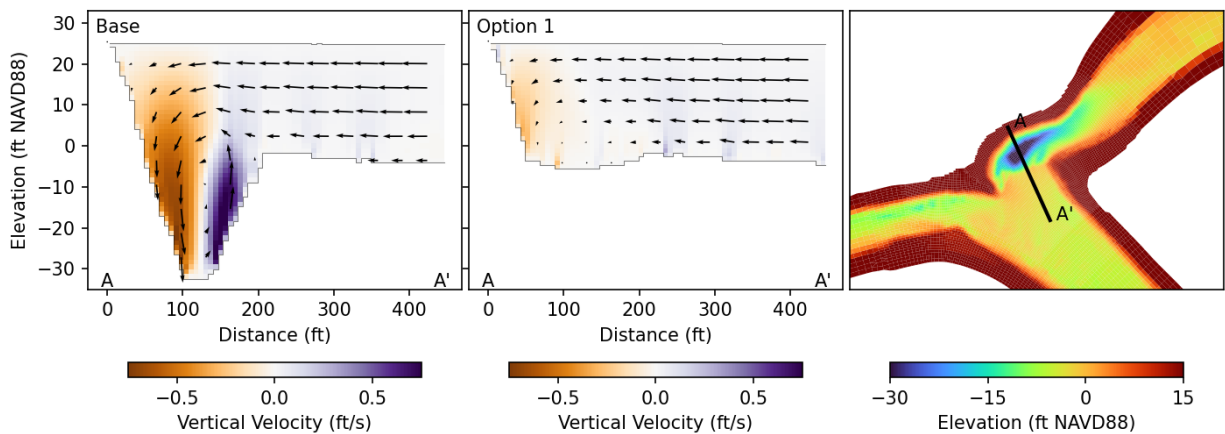 Base
Option 1
30
20
10
0
−10
−20
−30
Elevation (ft NAVD88)
A
A'
A
A'
A
A'
0
100
200
300
400
0
100
200
300
400
Distance (ft)
Distance (ft)
−0.5
0.0
0.5
−0.5
0.0
0.5
−30
−15
0
15
Vertical Velocity (ft/s)
Vertical Velocity (ft/s)
Elevation (ft NAVD88)